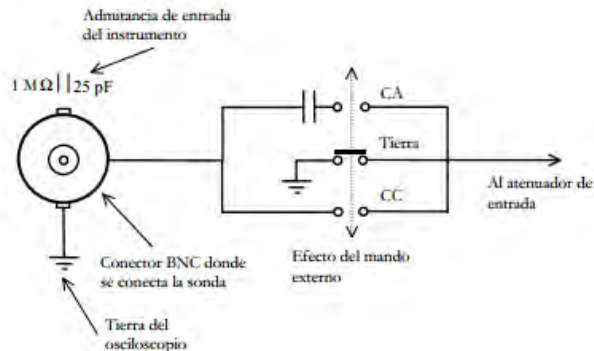 Admitancia de entrada
del instrumento
1 MΩ || 25 pF
CA
Tierra
CC
Al atenuador de
entrada
Efecto del mando
externo
Conector BNC donde
se conecta la sonda
Tierra del
osciloscopio